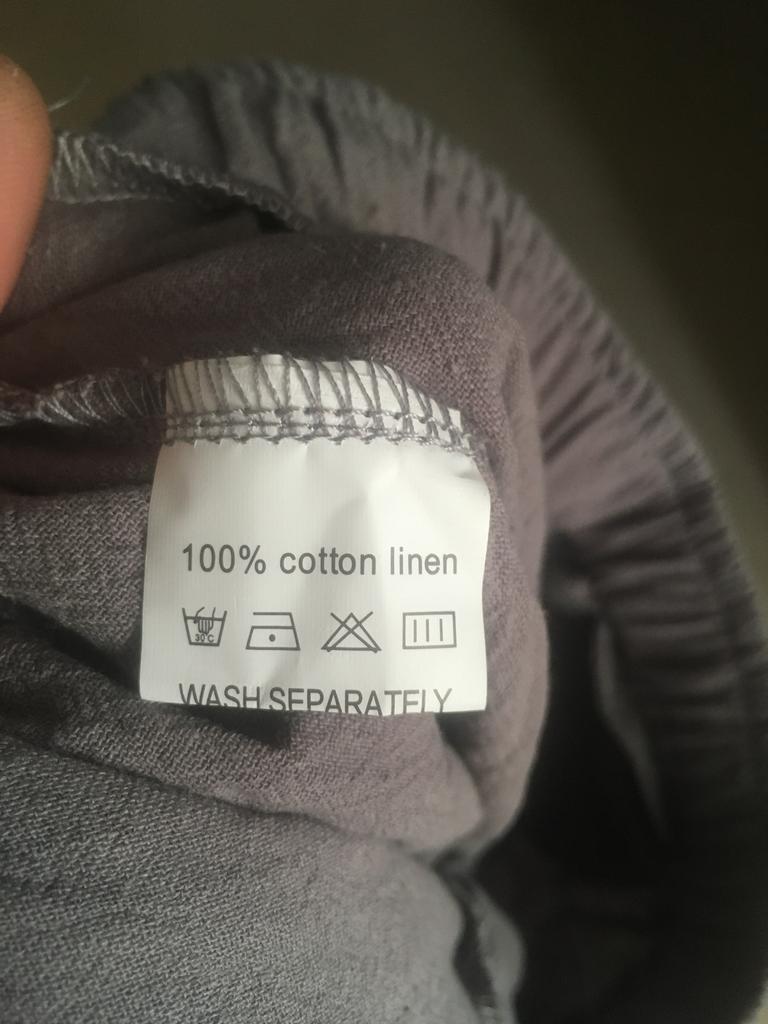 100% cotton linen
30°C
WASH SEPARATELY